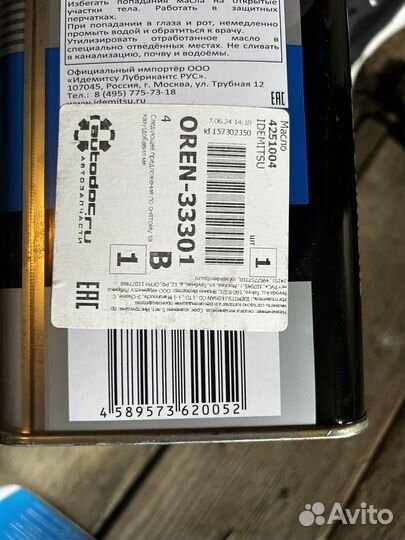 Избегать попадания масла на открытые
участки тела. Работать в защитных
перчатках.
При попадании в глаза и рот, немедленно
промыть водой и обратиться к врачу.
Утилизировать отработанное масло в
специально отведённых местах. Не сливать
в канализацию, почву и водоёмы.
Официальный импортёр ООО
«Идемитсу Лубрикантс РУС».
107045, Россия, г. Москва, ул. Трубная 12
Тел.: 8 (495) 775-73-18
www.idemitsu.ru
EAC
Масло
4251004
IDEMITSU
7.06.24 14:18
id 157302350
шт
1
OREN-33301
4
B
1
autodoc.ru
АВТОЗАПЧАСТИ
EAC
4 589573 620052
Avito